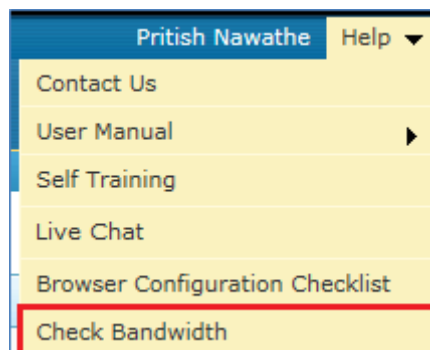 Pritish Nawathe Help
Contact Us
User Manual
Self Training
Live Chat
Browser Configuration Checklist
Check Bandwidth